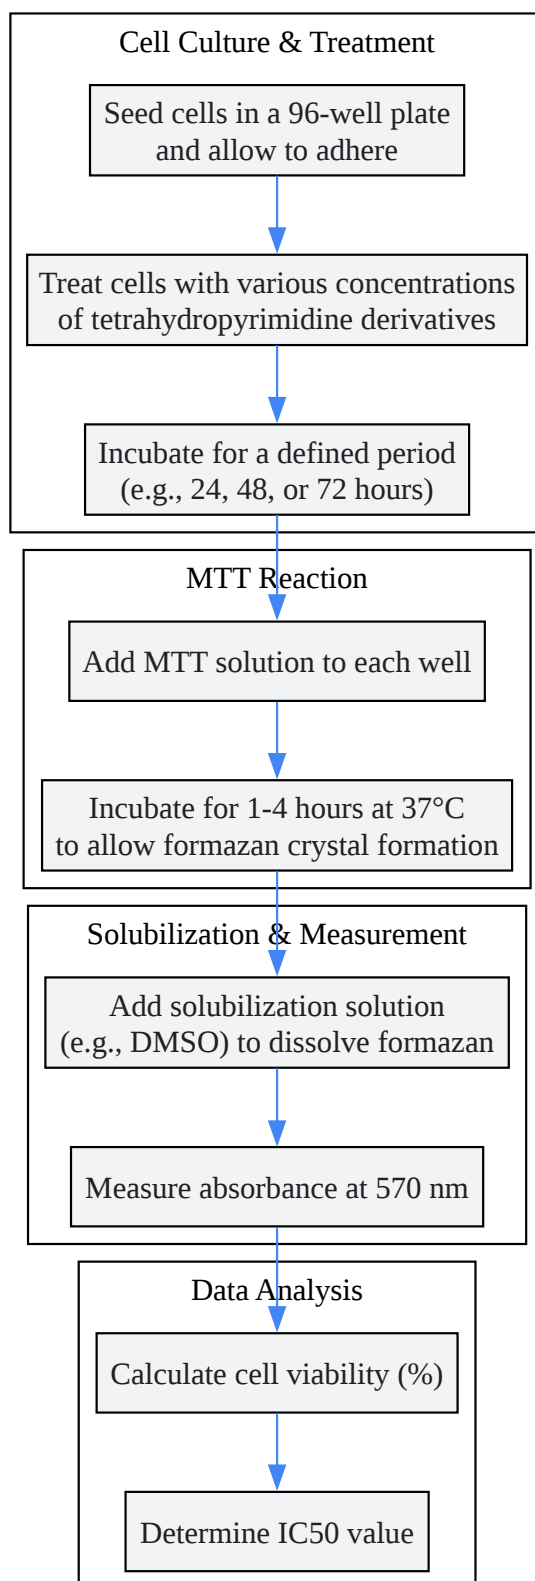 Cell Culture & Treatment
Seed cells in a 96-well plate
and allow to adhere
Treat cells with various concentrations
of tetrahydropyrimidine derivatives
Incubate for a defined period
(e.g., 24, 48, or 72 hours)
MTT Reaction
Add MTT solution to each well
Incubate for 1-4 hours at 37°C
to allow formazan crystal formation
Solubilization & Measurement
Add solubilization solution
(e.g., DMSO) to dissolve formazan
Measure absorbance at 570 nm
Data Analysis
Calculate cell viability (%)
Determine IC50 value